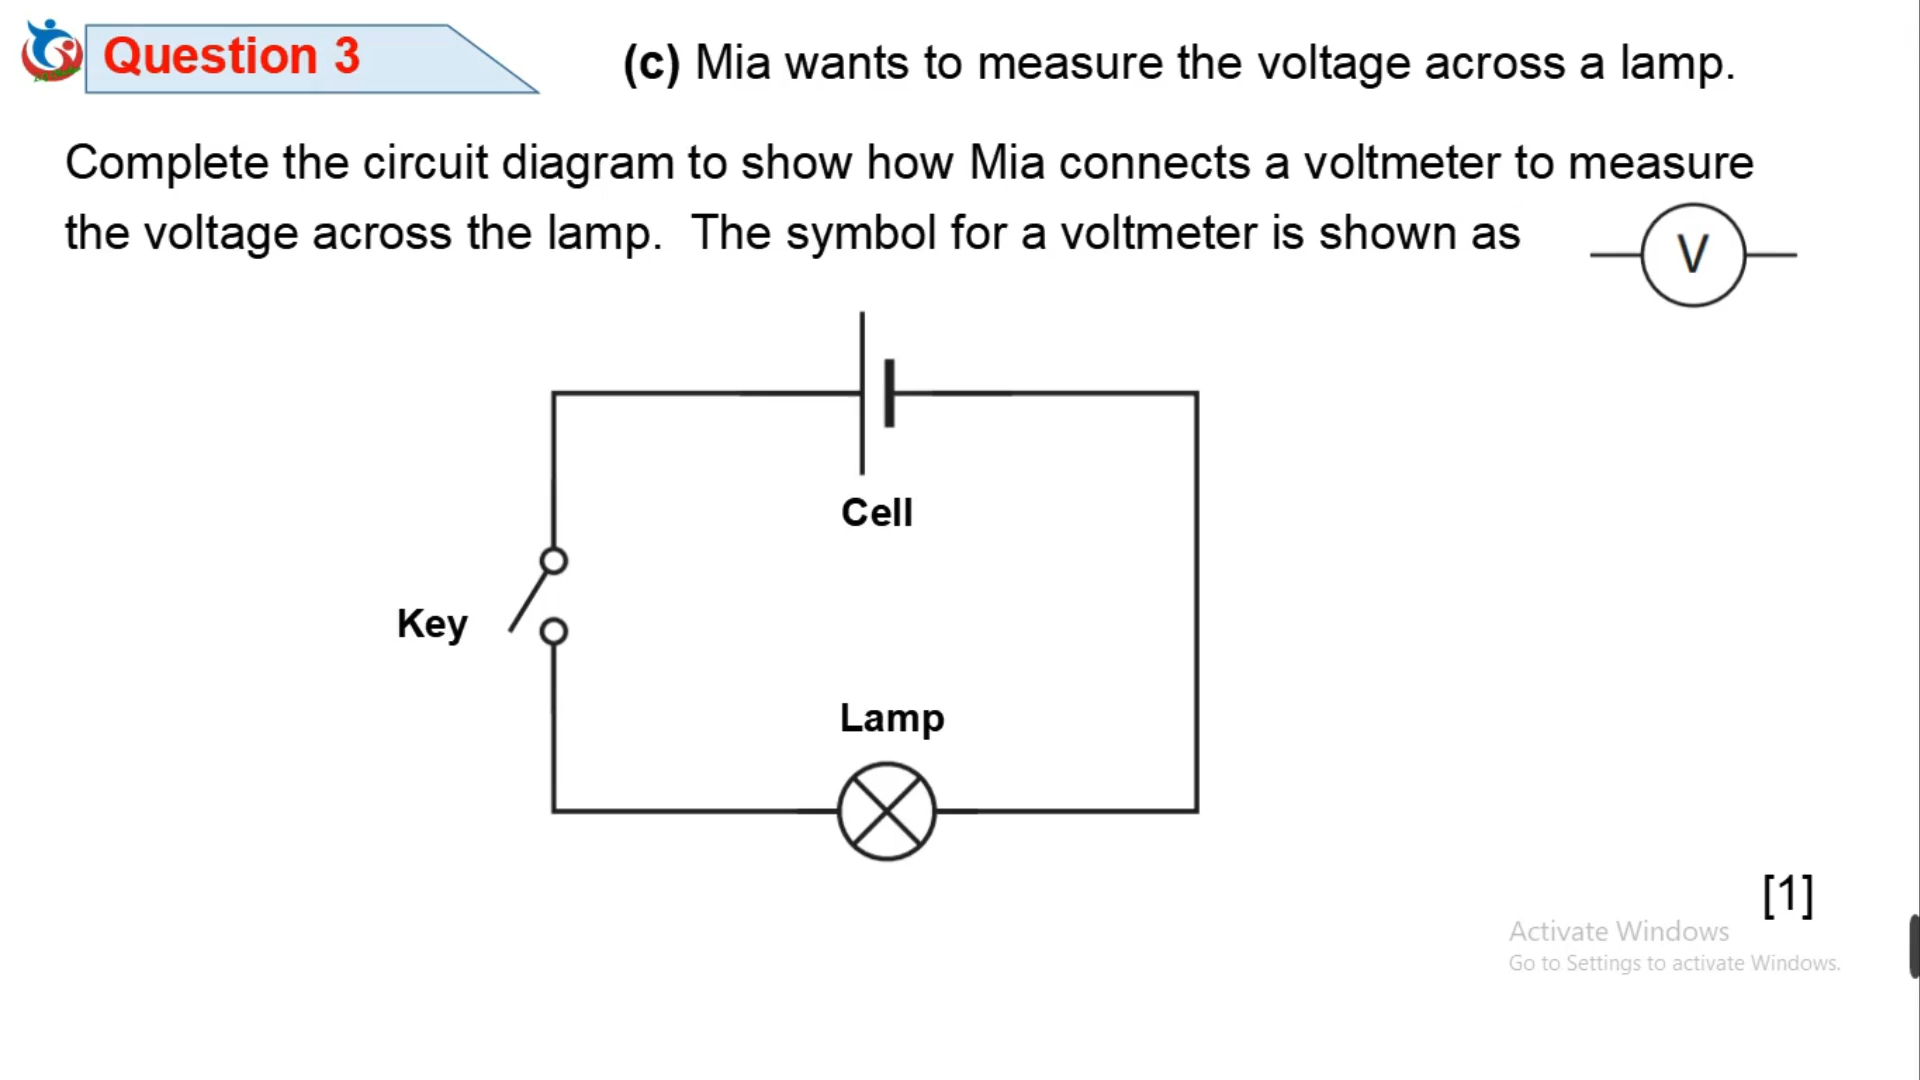 Question 3
(c) Mia wants to measure the voltage across a lamp.
Complete the circuit diagram to show how Mia connects a voltmeter to measure
the voltage across the lamp. The symbol for a voltmeter is shown as
V
Cell
Key
Lamp
[1]
Activate Windows
Go to Settings to activate Windows.